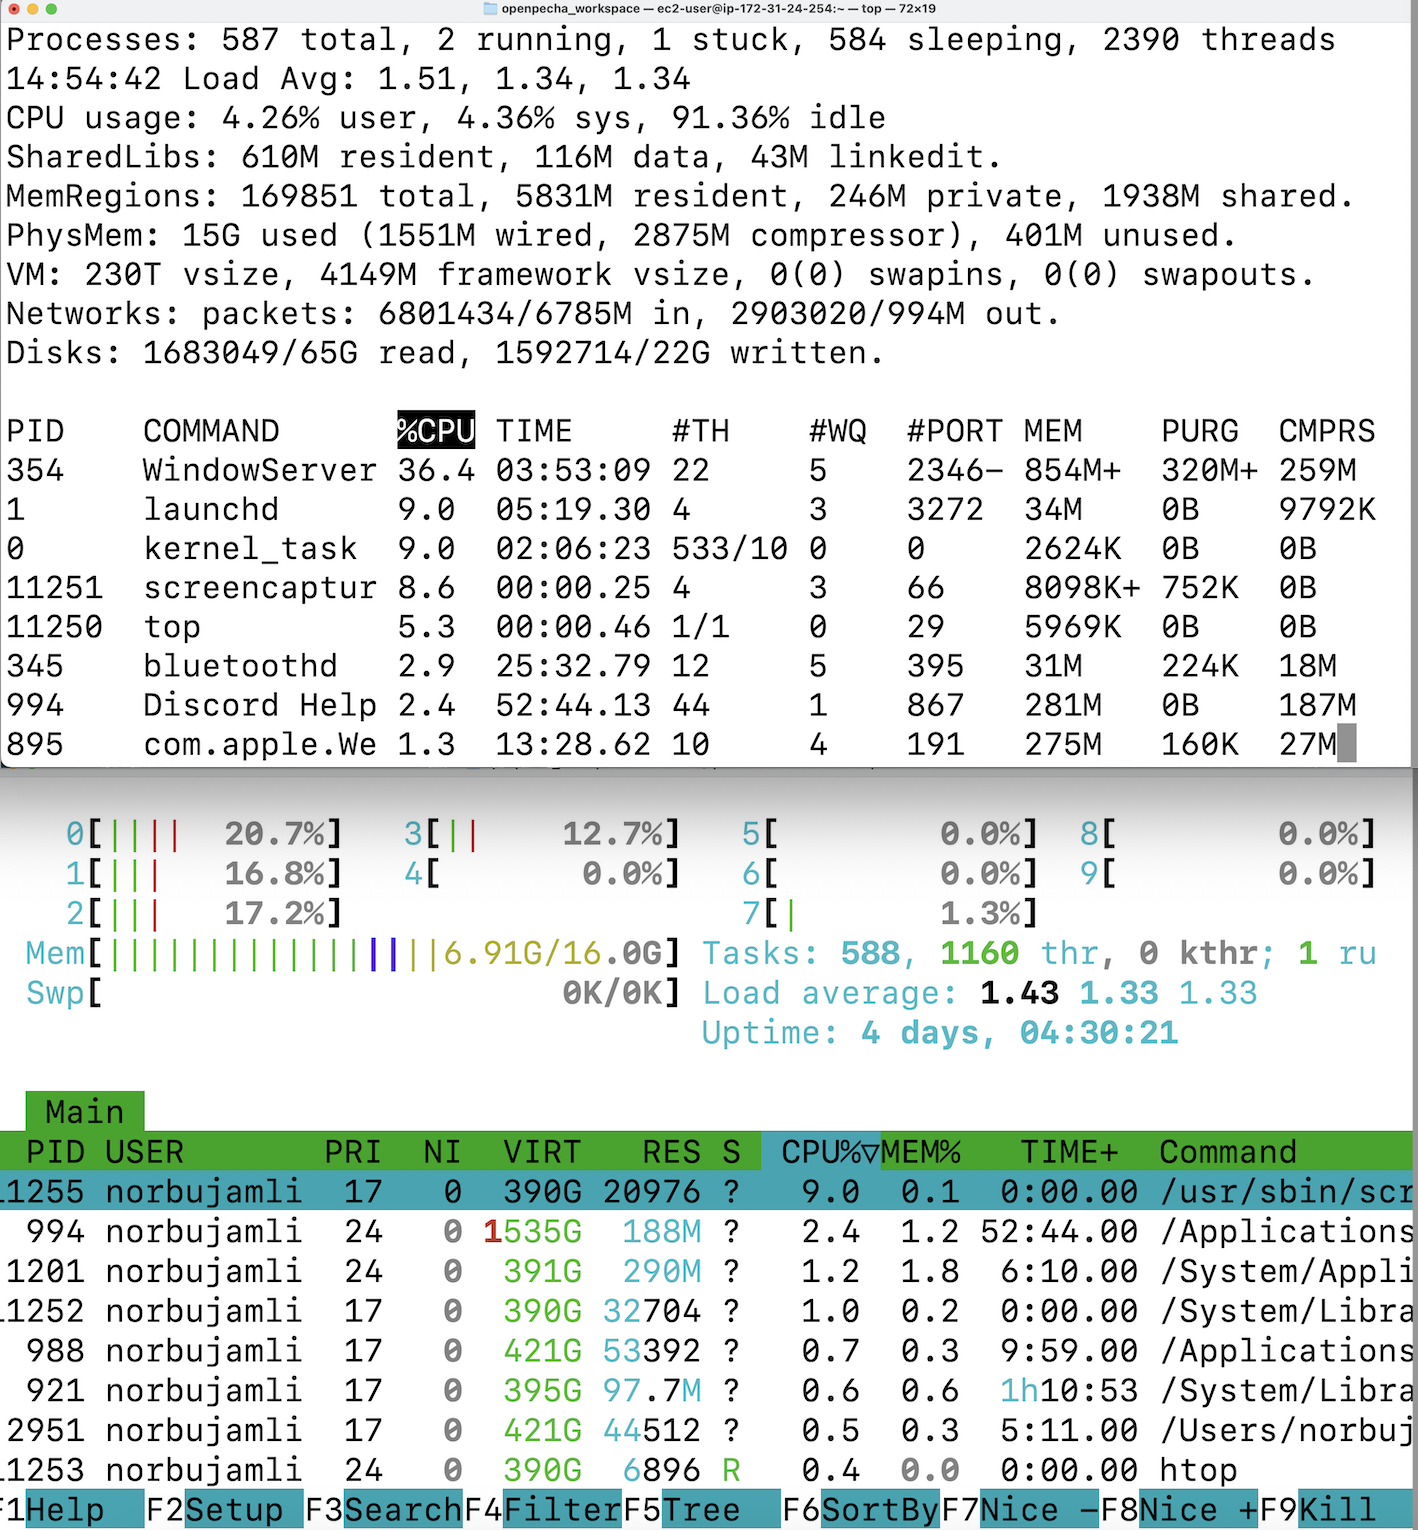 openpecha_workspace — ec2-user@ip-172-31-24-254:~ — top — 72×19
Processes: 587 total, 2 running, 1 stuck, 584 sleeping, 2390 threads
14:54:42 Load Avg: 1.51, 1.34, 1.34
CPU usage: 4.26% user, 4.36% sys, 91.36% idle
SharedLibs: 610M resident, 116M data, 43M linkedit.
MemRegions: 169851 total, 5831M resident, 246M private, 1938M shared.
PhysMem: 15G used (1551M wired, 2875M compressor), 401M unused.
VM: 230T vsize, 4149M framework vsize, 0(0) swapins, 0(0) swapouts.
Networks: packets: 6801434/6785M in, 2903020/994M out.
Disks: 1683049/65G read, 1592714/22G written.
PID COMMAND %CPU TIME #TH #WQ #PORT MEM PURG CMPRS
354 WindowServer 36.4 03:53:09 22 5 2346- 854M+ 320M+ 259M
1 launchd 9.0 05:19.30 4 3 3272 34M 0B 9792K
0 kernel_task 9.0 02:06:23 533/10 0 0 2624K 0B 0B
11251 screencaptur 8.6 00:00.25 4 3 66 8098K+ 752K 0B
11250 top 5.3 00:00.46 1/1 0 29 5969K 0B 0B
345 bluetoothd 2.9 25:32.79 12 5 395 31M 224K 18M
994 Discord Help 2.4 52:44.13 44 1 867 281M 0B 187M
895 com.apple.We 1.3 13:28.62 10 4 191 275M 160K 27M
0[|||| 20.7%] 3[|| 12.7%] 5[ 0.0%] 8[ 0.0%]
1[||| 16.8%] 4[ 0.0%] 6[ 0.0%] 9[ 0.0%]
2[||| 17.2%] 7[| 1.3%]
Mem[|||||||||||||||||6.91G/16.0G] Tasks: 588, 1160 thr, 0 kthr; 1 ru
Swp[ 0K/0K] Load average: 1.43 1.33 1.33
Uptime: 4 days, 04:30:21
Main
PID USER PRI NI VIRT RES S CPU%▽MEM% TIME+ Command
11255 norbujamli 17 0 390G 20976 ? 9.0 0.1 0:00.00 /usr/sbin/scr
994 norbujamli 24 0 1535G 188M ? 2.4 1.2 52:44.00 /Applications
1201 norbujamli 24 0 391G 290M ? 1.2 1.8 6:10.00 /System/Appli
11252 norbujamli 17 0 390G 32704 ? 1.0 0.2 0:00.00 /System/Libra
988 norbujamli 17 0 421G 53392 ? 0.7 0.3 9:59.00 /Applications
921 norbujamli 17 0 395G 97.7M ? 0.6 0.6 1h10:53 /System/Libra
2951 norbujamli 17 0 421G 44512 ? 0.5 0.3 5:11.00 /Users/norbuj
11253 norbujamli 24 0 390G 6896 R 0.4 0.0 0:00.00 htop
F1Help F2Setup F3SearchF4FilterF5Tree F6SortByF7Nice -F8Nice +F9Kill